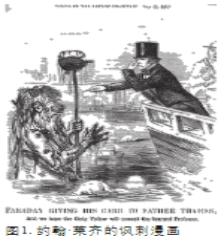 FARADAY GIVING HIS CARD TO FATHER THAMES,
And we hope the Dirty Fellow will consult the learned Professor.
图1. 约翰·莱齐的讽刺漫画